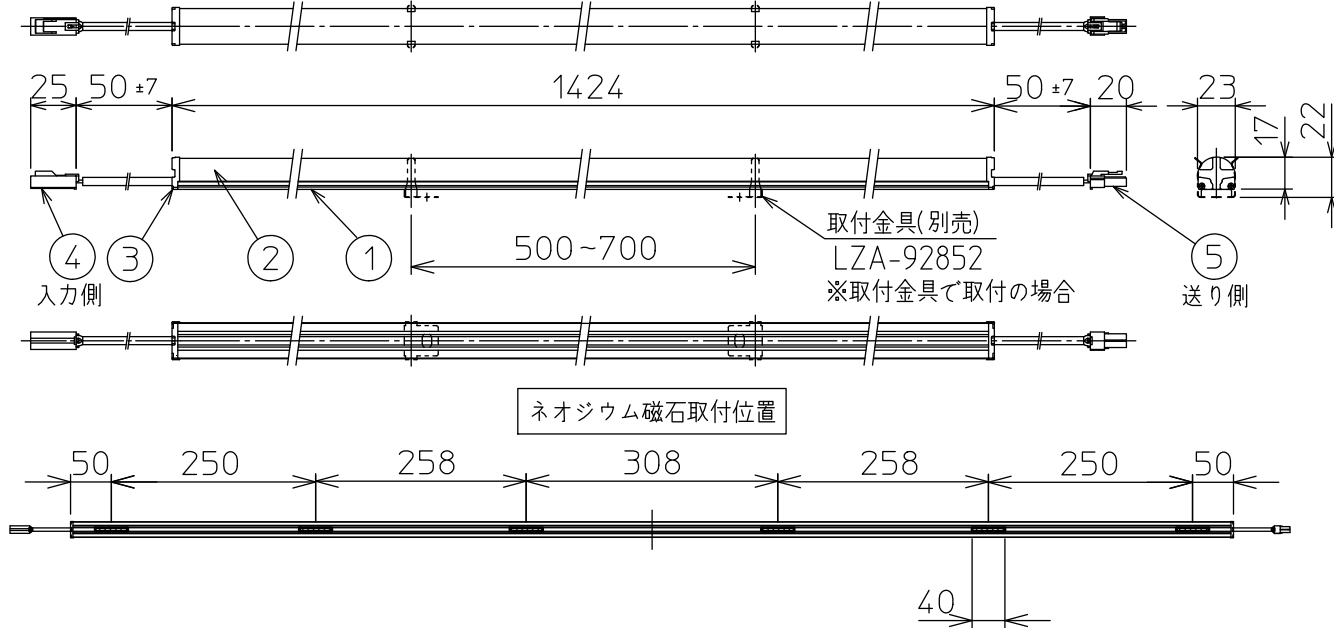 25 50 ±7 1424 50 ±7 20 23
17 22
取付金具(別売)
500~700 LZA-92852
※取付金具で取付の場合
4 3 2 1 5
入力側 送り側
ネオジウム磁石取付位置
50 250 258 308 258 250 50
40